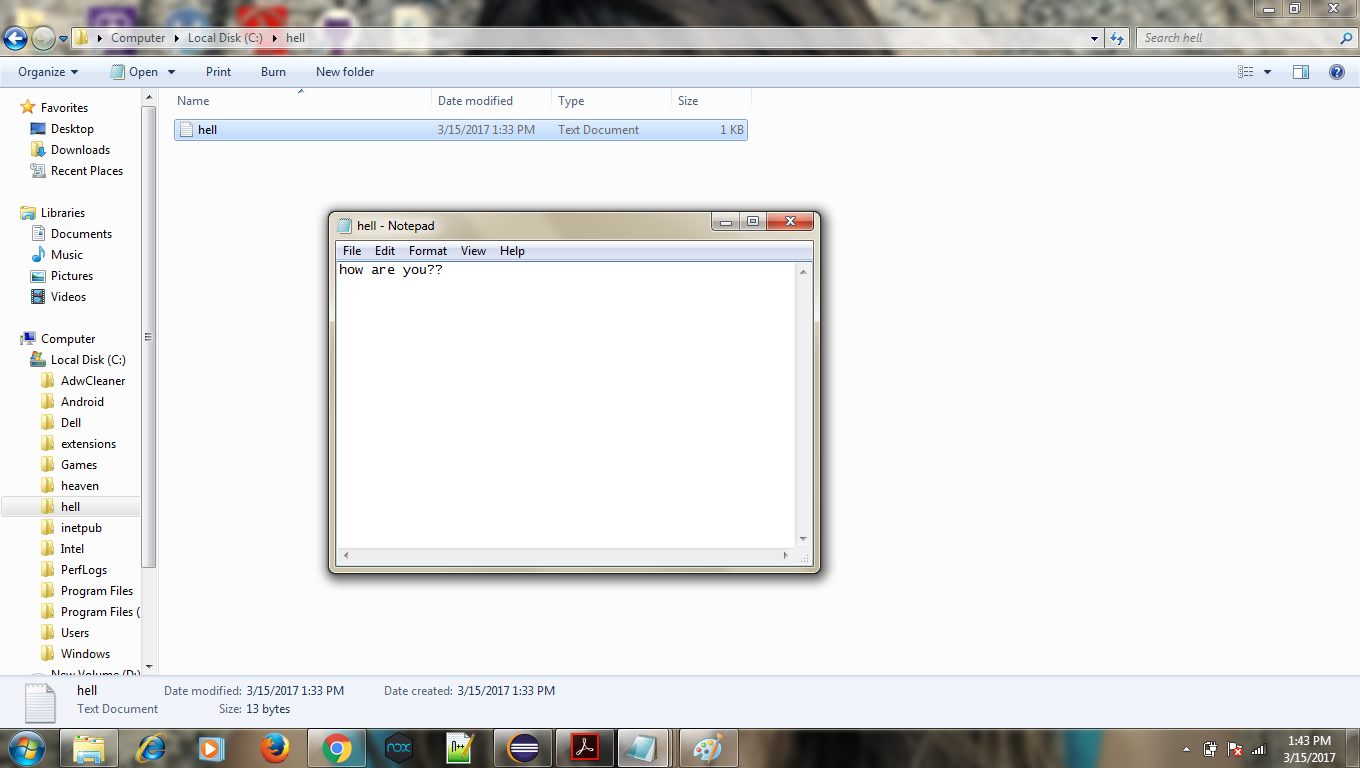 Computer Local Disk (C:) hell
Search hell
Organize Open Print Burn New folder
Name Date modified Type Size
hell 3/15/2017 1:33 PM Text Document 1 KB
Favorites
Desktop
Downloads
Recent Places
Libraries
Documents
Music
Pictures
Videos
Computer
Local Disk (C:)
AdwCleaner
Android
Dell
extensions
Games
heaven
hell
inetpub
Intel
PerfLogs
Program Files
Program Files (
Users
Windows
New Volume (D:)
hell - Notepad
File Edit Format View Help
how are you??
hell Date modified: 3/15/2017 1:33 PM Date created: 3/15/2017 1:33 PM
Text Document Size: 13 bytes
nox
1:43 PM
3/15/2017